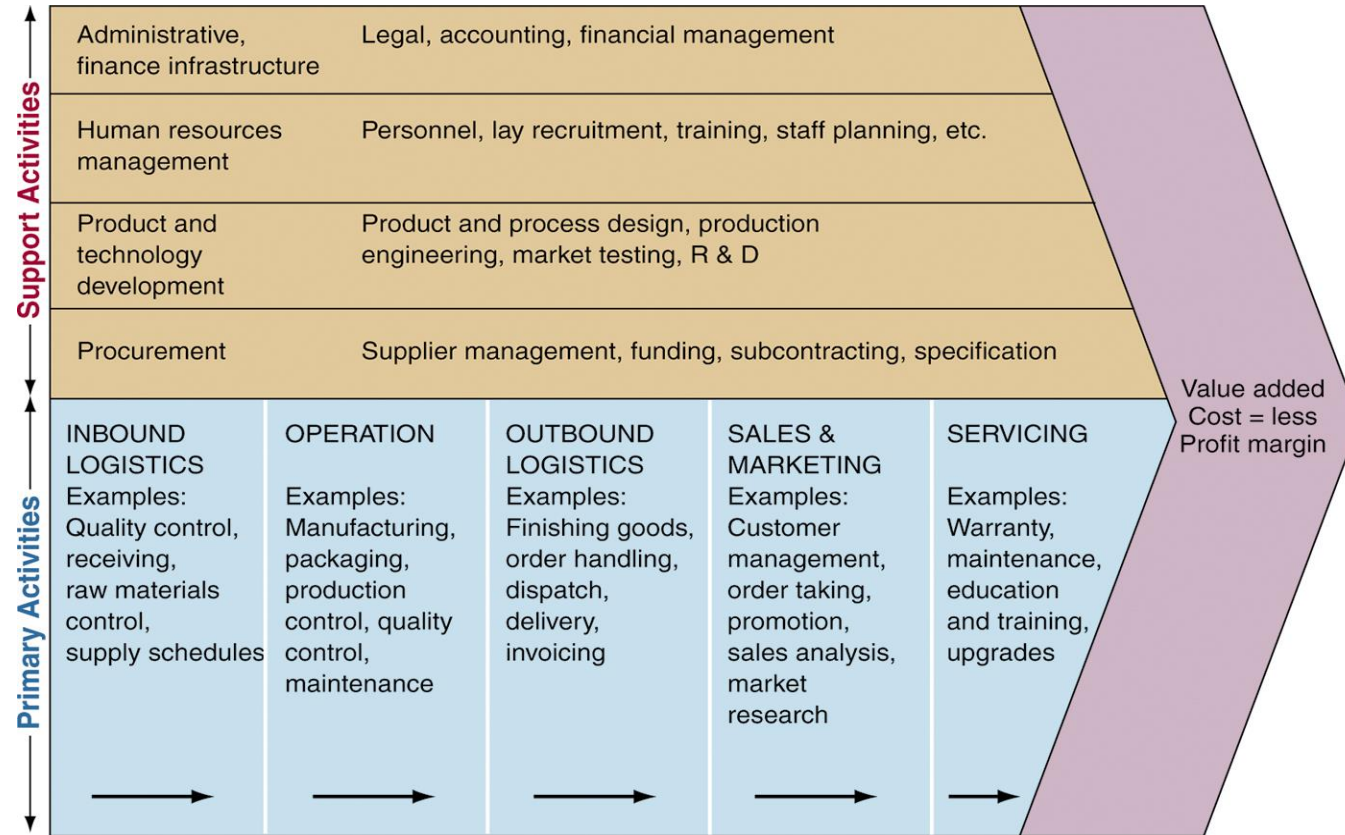 Support Activities
Administrative,
finance infrastructure
Legal, accounting, financial management
Human resources
management
Personnel, lay recruitment, training, staff planning, etc.
Product and
technology
development
Product and process design, production
engineering, market testing, R & D
Procurement
Supplier management, funding, subcontracting, specification
Primary Activities
INBOUND
LOGISTICS
Examples:
Quality control,
receiving,
raw materials
control,
supply schedules
OPERATION
Examples:
Manufacturing,
packaging,
production
control, quality
control,
maintenance
OUTBOUND
LOGISTICS
Examples:
Finishing goods,
order handling,
dispatch,
delivery,
invoicing
SALES &
MARKETING
Examples:
Customer
management,
order taking,
promotion,
sales analysis,
market
research
SERVICING
Examples:
Warranty,
maintenance,
education
and training,
upgrades
Value added
Cost = less
Profit margin